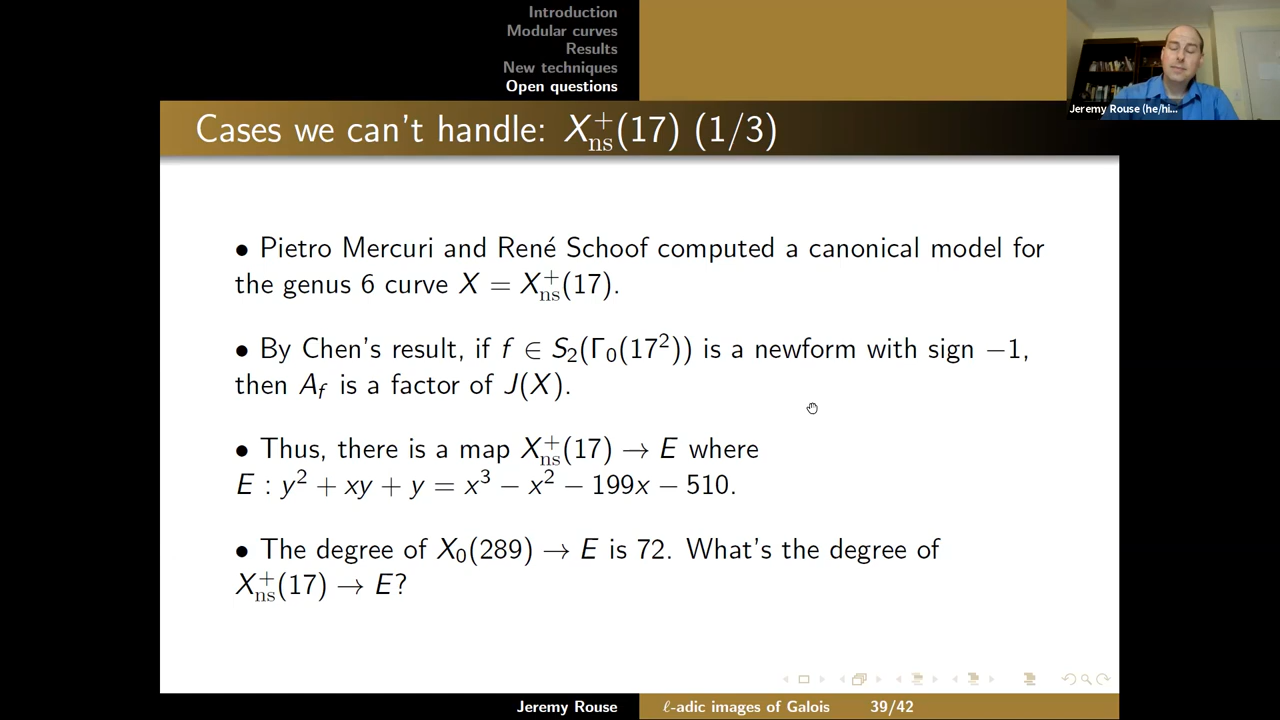 Introduction
Modular curves
Results
New techniques
Open questions
Jeremy Rouse (he/hi...
Cases we can't handle: X⁺ₙₛ(17) (1/3)
• Pietro Mercuri and René Schoof computed a canonical model for
the genus 6 curve X = X⁺ₙₛ(17).
• By Chen's result, if f ∈ S₂(Γ₀(17²)) is a newform with sign −1,
then A_f is a factor of J(X).
• Thus, there is a map X⁺ₙₛ(17) → E where
E : y² + xy + y = x³ − x² − 199x − 510.
• The degree of X₀(289) → E is 72. What's the degree of
X⁺ₙₛ(17) → E?
Jeremy Rouse
ℓ-adic images of Galois
39/42